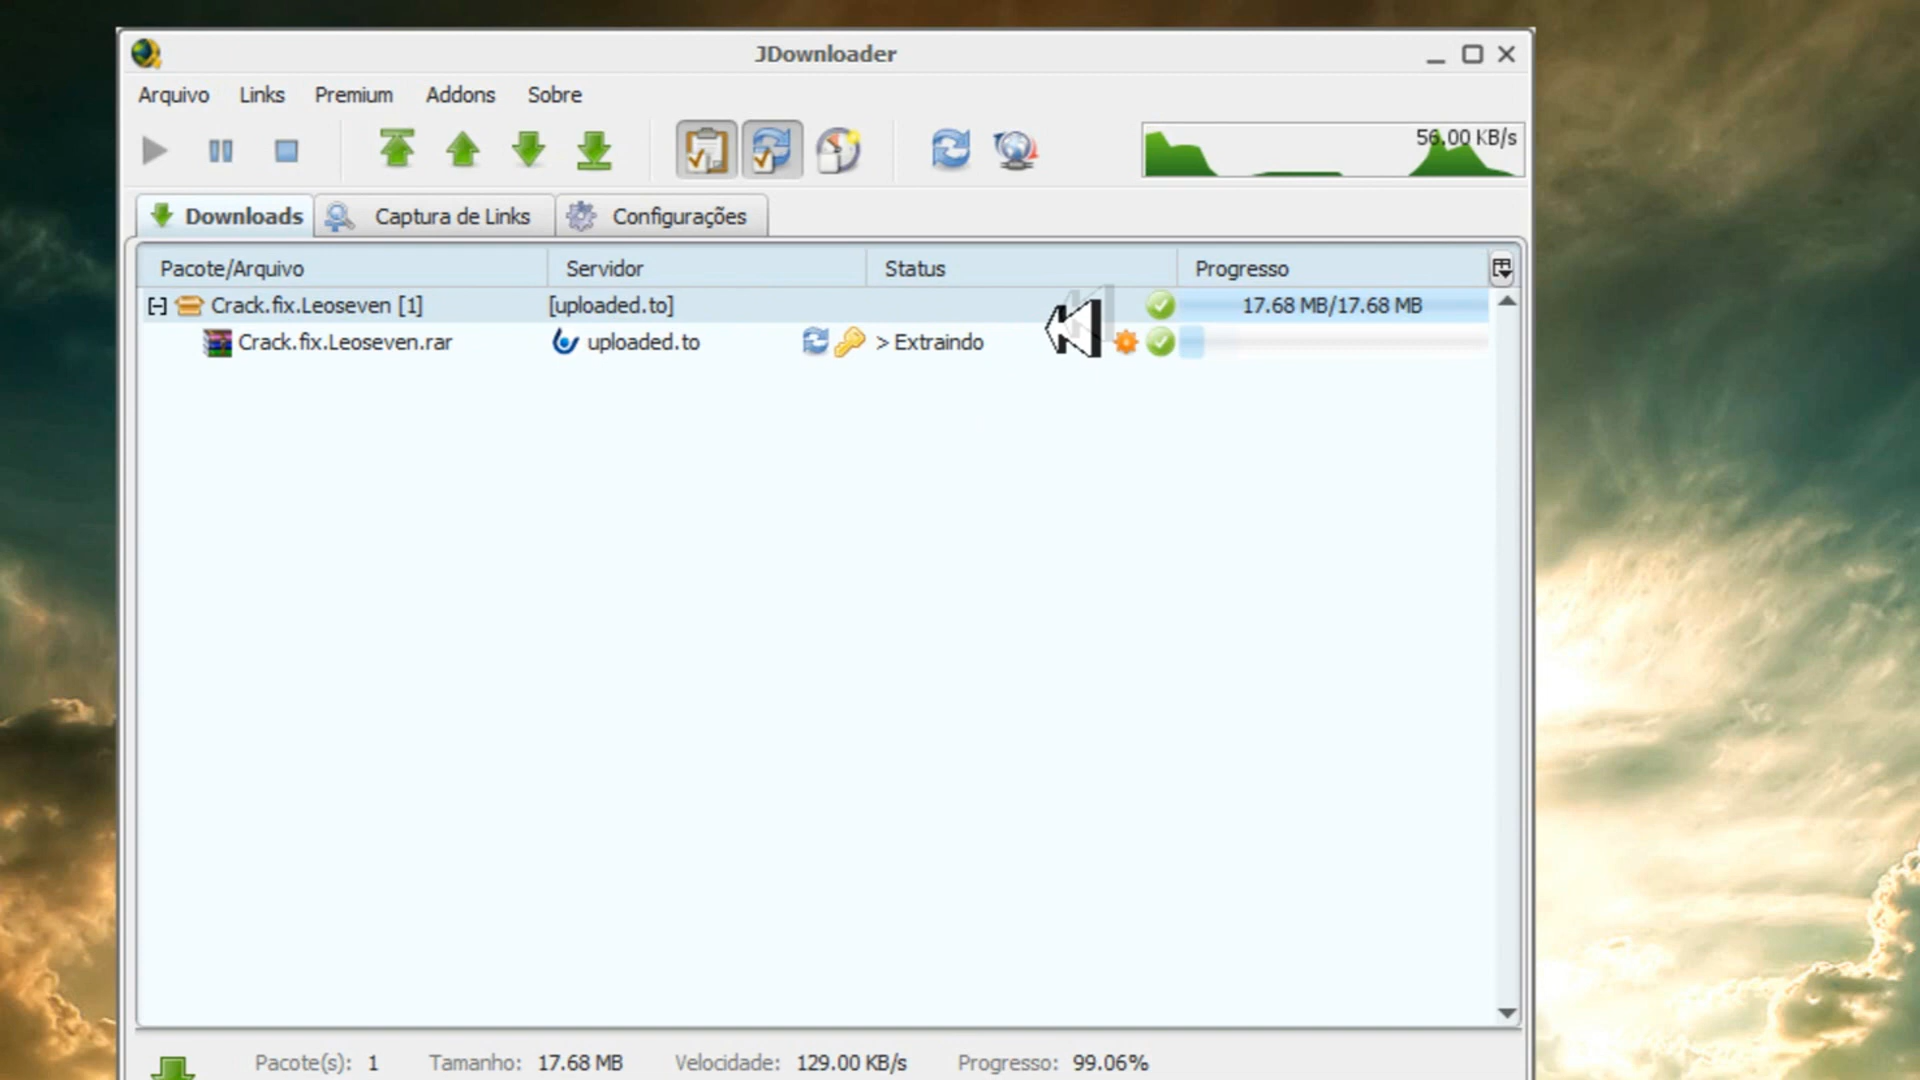 JDownloader
Arquivo Links Premium Addons Sobre
56.00 KB/s
Downloads Captura de Links Configurações
Pacote/Arquivo Servidor Status Progresso
[-] Crack.fix.Leoseven [1] [uploaded.to] 17.68 MB/17.68 MB
Crack.fix.Leoseven.rar uploaded.to > Extraindo
Pacote(s): 1 Tamanho: 17.68 MB Velocidade: 129.00 KB/s Progresso: 99.06%